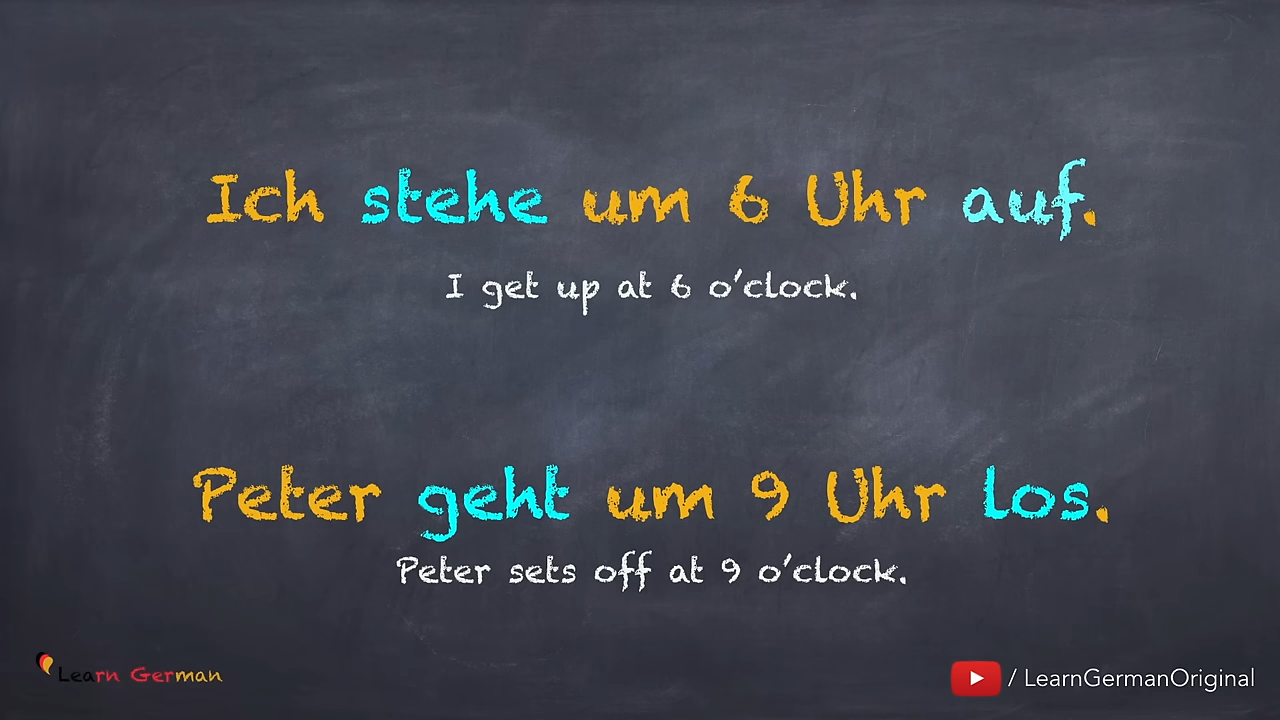 Ich stehe um 6 Uhr auf.
I get up at 6 o'clock.
Peter geht um 9 Uhr los.
Peter sets off at 9 o'clock.
Learn German
/ LearnGermanOriginal